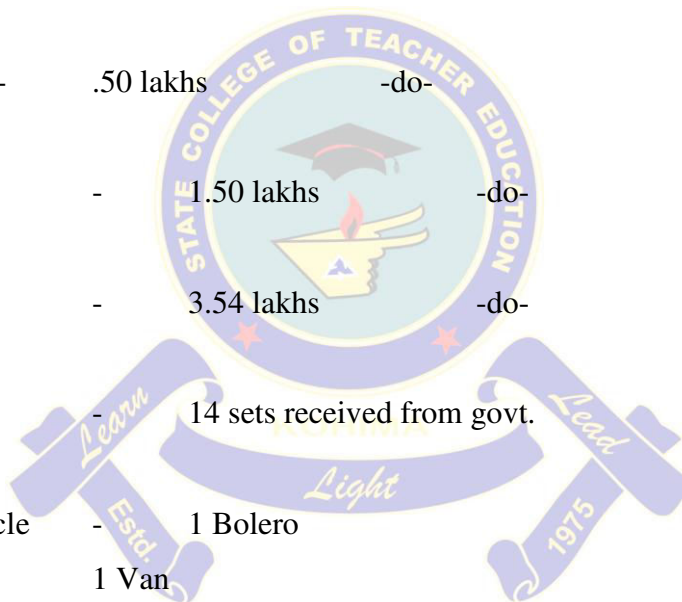 STATE COLLEGE OF TEACHER EDUCATION
- .50 lakhs -do-
- 1.50 lakhs -do-
- 3.54 lakhs -do-
- 14 sets received from govt.
KOHIMA
Learn Light Lead
cle - 1 Bolero
1 Van
Estd. 1975